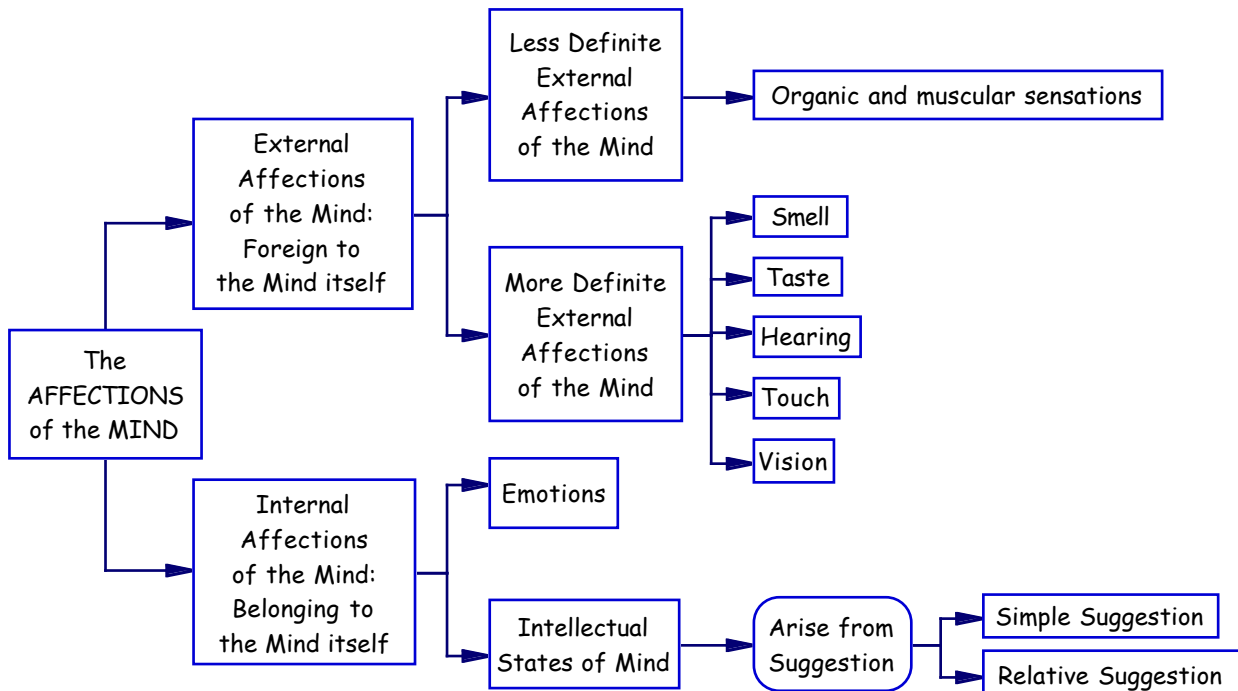 The
AFFECTIONS
of the MIND
External
Affections
of the Mind:
Foreign to
the Mind itself
Less Definite
External
Affections
of the Mind
Organic and muscular sensations
More Definite
External
Affections
of the Mind
Smell
Taste
Hearing
Touch
Vision
Internal
Affections
of the Mind:
Belonging to
the Mind itself
Emotions
Intellectual
States of Mind
Arise from
Suggestion
Simple Suggestion
Relative Suggestion